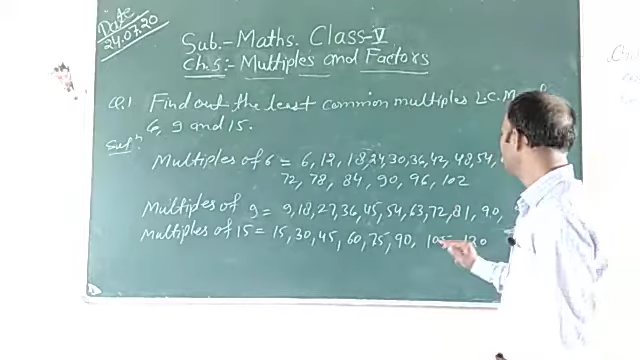 Date
24.07.20
Sub.- Maths. Class-V
Ch.5:- Multiples and Factors
Q.1 Find out the least common multiples L.C.M.
6, 9 and 15.
Multiples of 6 = 6, 12, 18, 24, 30, 36, 42, 48, 54,
72, 78, 84, 90, 96, 102
Multiples of 9 = 9, 18, 27, 36, 45, 54, 63, 72, 81, 90,
Multiples of 15 = 15, 30, 45, 60, 75, 90, 105, 120